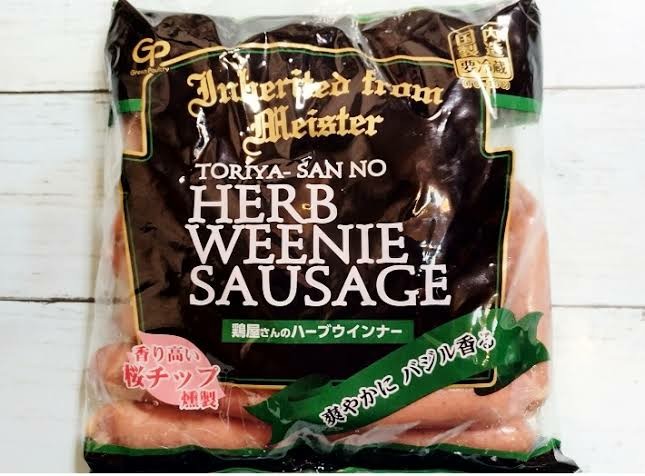 GP
Green Poultry
国内
製造
要冷蔵
Inherited from
Meister
TORIYA-SAN NO
HERB
WEENIE
SAUSAGE
鶏屋さんのハーブウインナー
香り高い
桜チップ
燻製
爽やかに バジル香る